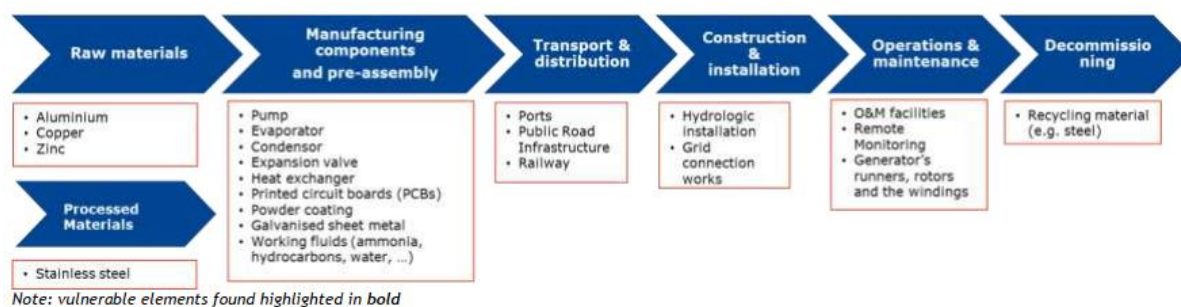 Raw materials
Manufacturing
components
and pre-assembly
Transport &
distribution
Construction
&
installation
Operations &
maintenance
Decommissio
ning
• Aluminium
• Copper
• Zinc
Processed
Materials
• Stainless steel
• Pump
• Evaporator
• Condensor
• Expansion valve
• Heat exchanger
• Printed circuit boards (PCBs)
• Powder coating
• Galvanised sheet metal
• Working fluids (ammonia,
hydrocarbons, water, ...)
• Ports
• Public Road
Infrastructure
• Railway
• Hydrologic
installation
• Grid
connection
works
• O&M facilities
• Remote
Monitoring
• Generator's
runners, rotors
and the windings
• Recycling material
(e.g. steel)
Note: vulnerable elements found highlighted in bold